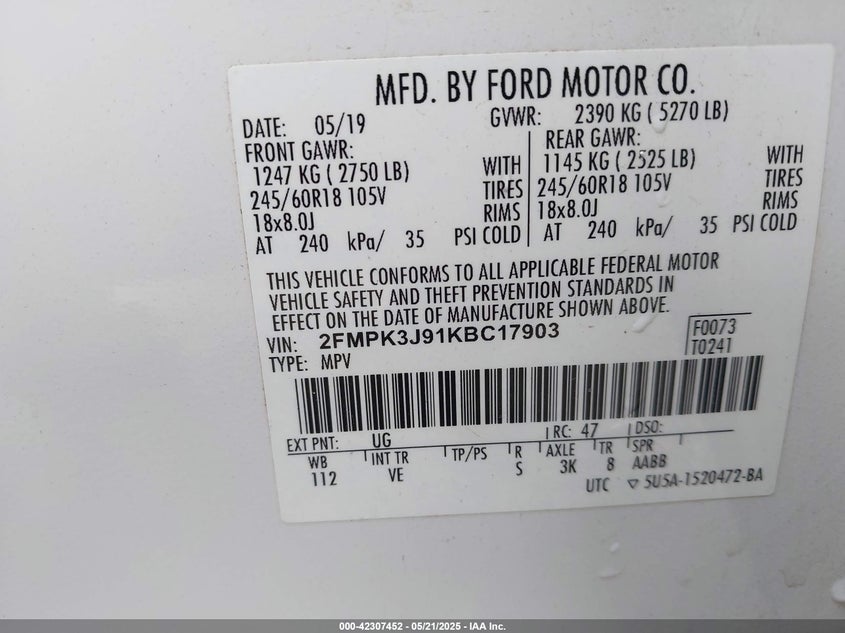 MFD. BY FORD MOTOR CO.
DATE: 05/19 GVWR: 2390 KG ( 5270 LB)
FRONT GAWR: REAR GAWR:
1247 KG ( 2750 LB) WITH 1145 KG ( 2525 LB) WITH
245/60R18 105V TIRES 245/60R18 105V TIRES
18x8.0J RIMS 18x8.0J RIMS
AT 240 kPa/ 35 PSI COLD AT 240 kPa/ 35 PSI COLD
THIS VEHICLE CONFORMS TO ALL APPLICABLE FEDERAL MOTOR
VEHICLE SAFETY AND THEFT PREVENTION STANDARDS IN
EFFECT ON THE DATE OF MANUFACTURE SHOWN ABOVE.
VIN: 2FMPK3J91KBC17903 F0073
TYPE: MPV T0241
EXT PNT: UG RC: 47 DSO:
WB INT TR TP/PS R AXLE TR SPR
112 VE S 3K 8 AABB
UTC ▽ 5U5A-1520472-BA
000-42307452 — 05/21/2025 — IAA Inc.